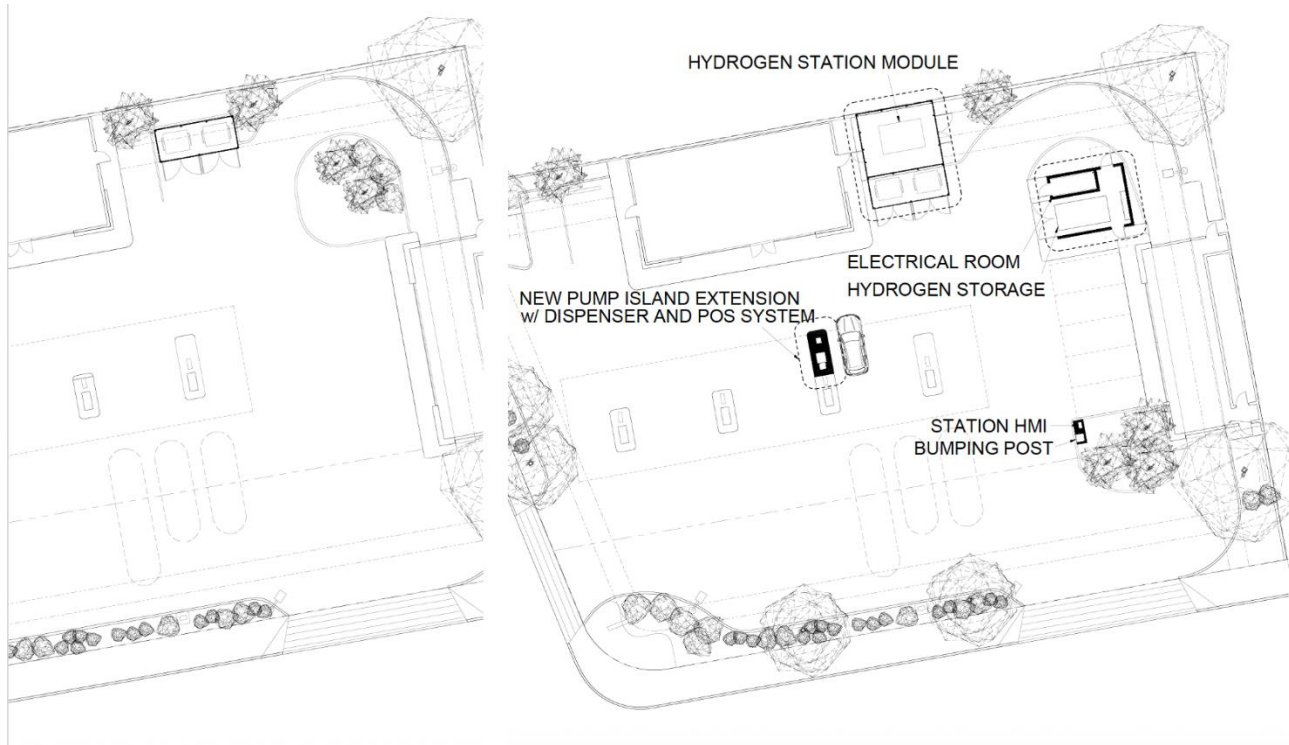 HYDROGEN STATION MODULE
ELECTRICAL ROOM
HYDROGEN STORAGE
NEW PUMP ISLAND EXTENSION
w/ DISPENSER AND POS SYSTEM
STATION HMI
BUMPING POST